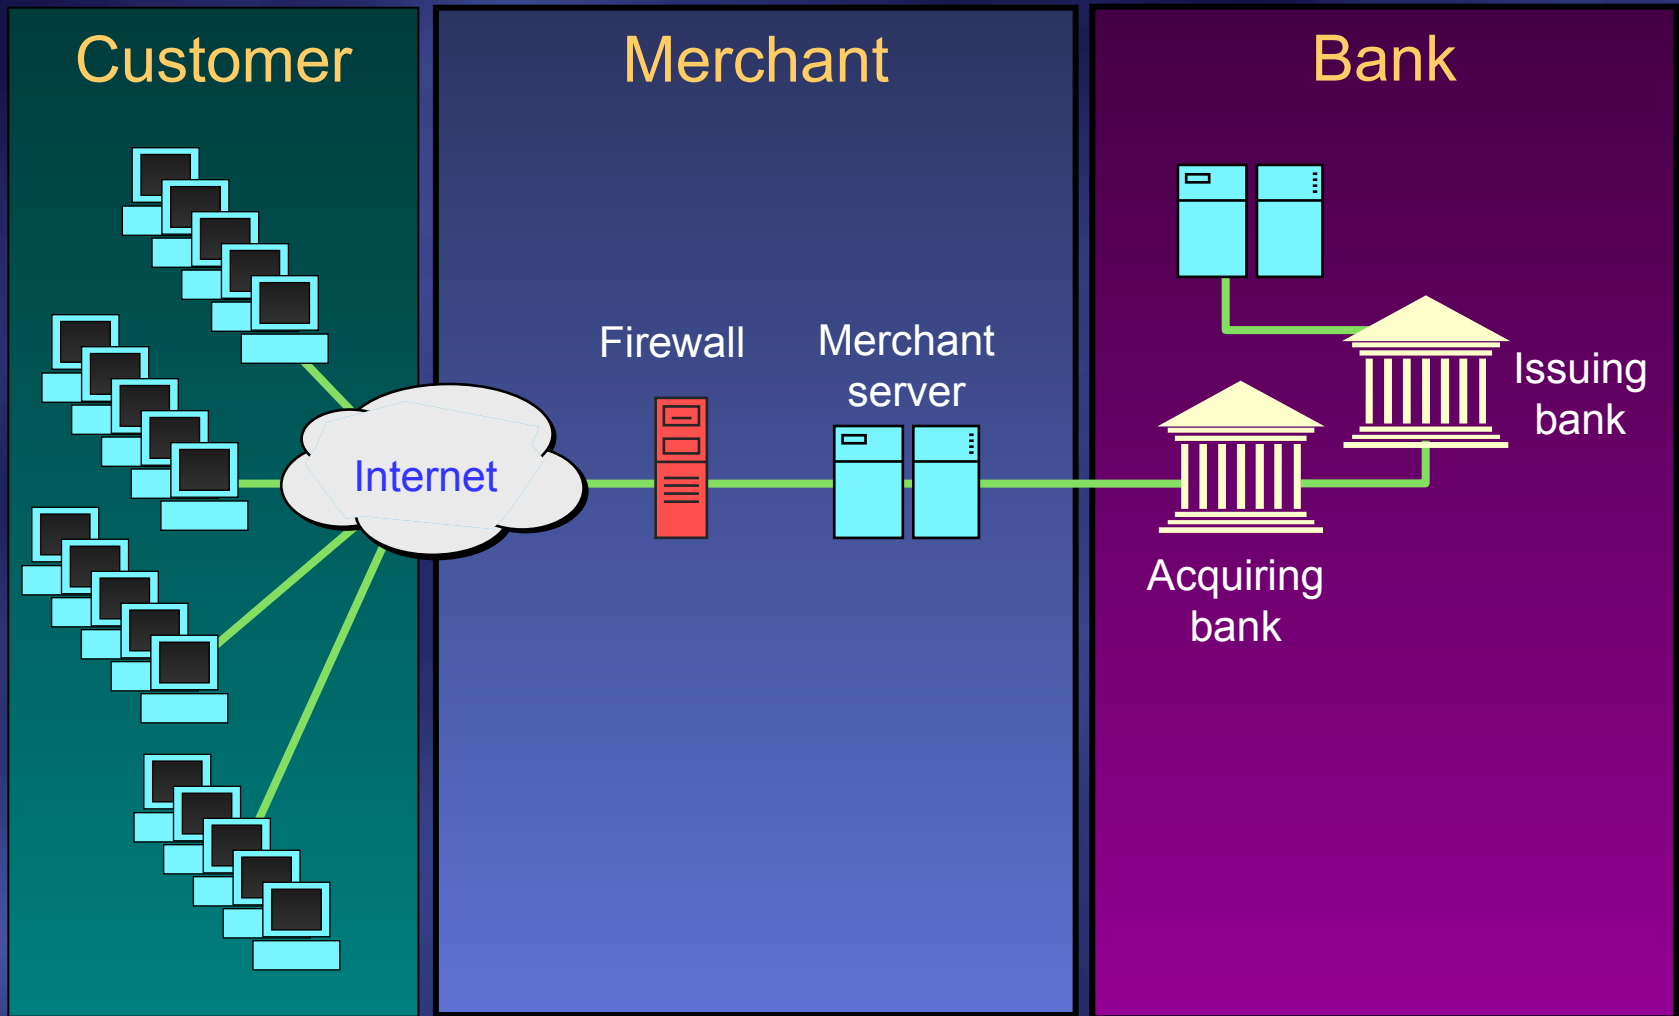 Customer
Merchant
Bank
Firewall
Merchant
server
Internet
Issuing
bank
Acquiring
bank